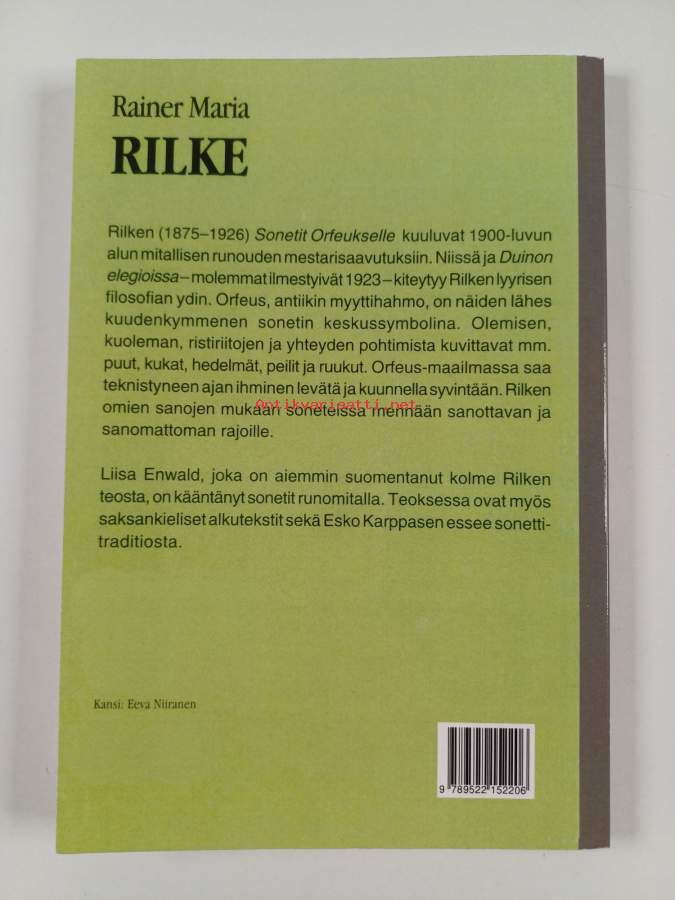 Rainer Maria
RILKE
Rilken (1875–1926) Sonetit Orfeukselle kuuluvat 1900-luvun
alun mitallisen runouden mestarisaavutuksiin. Niissä ja Duinon
elegioissa – molemmat ilmestyivät 1923 – kiteytyy Rilken lyyrisen
filosofian ydin. Orfeus, antiikin myyttihahmo, on näiden lähes
kuudenkymmenen sonetin keskussymbolina. Olemisen,
kuoleman, ristiriitojen ja yhteyden pohtimista kuvittavat mm.
puut, kukat, hedelmät, peilit ja ruukut. Orfeus-maailmassa saa
teknistyneen ajan ihminen levätä ja kuunnella syvintään. Rilken
omien sanojen mukaan soneteissa mennään sanottavan ja
Antikvariaatti.net
sanomattoman rajoille.
Liisa Enwald, joka on aiemmin suomentanut kolme Rilken
teosta, on kääntänyt sonetit runomitalla. Teoksessa ovat myös
saksankieliset alkutekstit sekä Esko Karppasen essee sonetti-
traditiosta.
Kansi: Eeva Niiranen
9 789522 152206